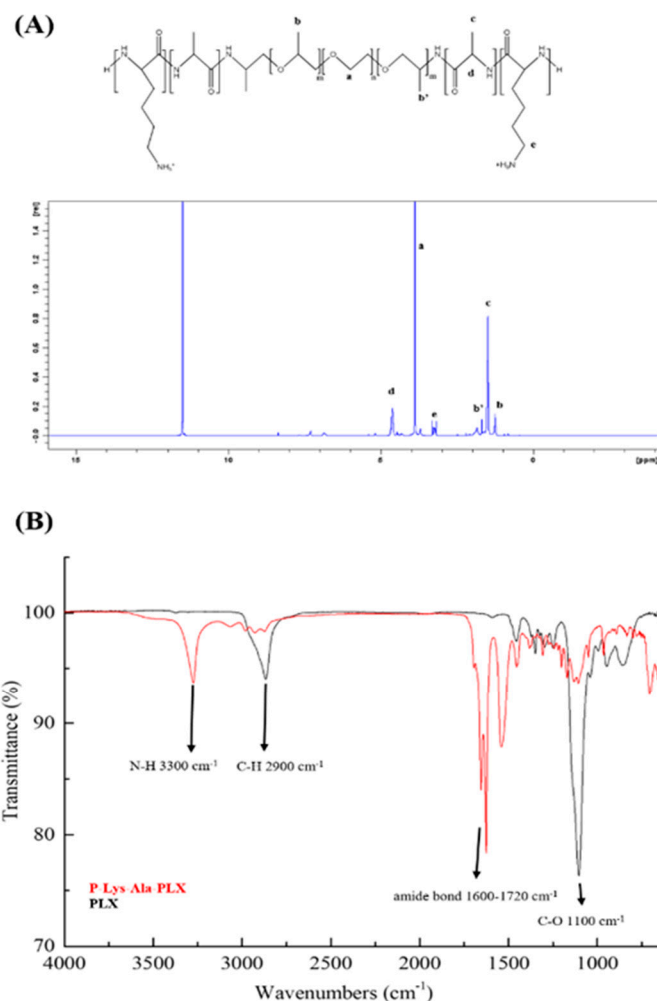 (A)
b
c
H
N
O
N
H
O
H
N
O
m
a
O
n
O
m
b'
H
N
O
d
N
H
O
H
N
H
e
NH₃⁺
+H₃N
[rel]
1.4
1.2
1.0
0.8
0.6
0.4
0.2
0.0
a
c
d
e
b'
b
15
10
5
0
[ppm]
(B)
Transmittance (%)
100
90
80
70
N-H 3300 cm⁻¹
C-H 2900 cm⁻¹
amide bond 1600-1720 cm⁻¹
C-O 1100 cm⁻¹
P-Lys-Ala-PLX
PLX
4000
3500
3000
2500
2000
1500
1000
Wavenumbers (cm⁻¹)